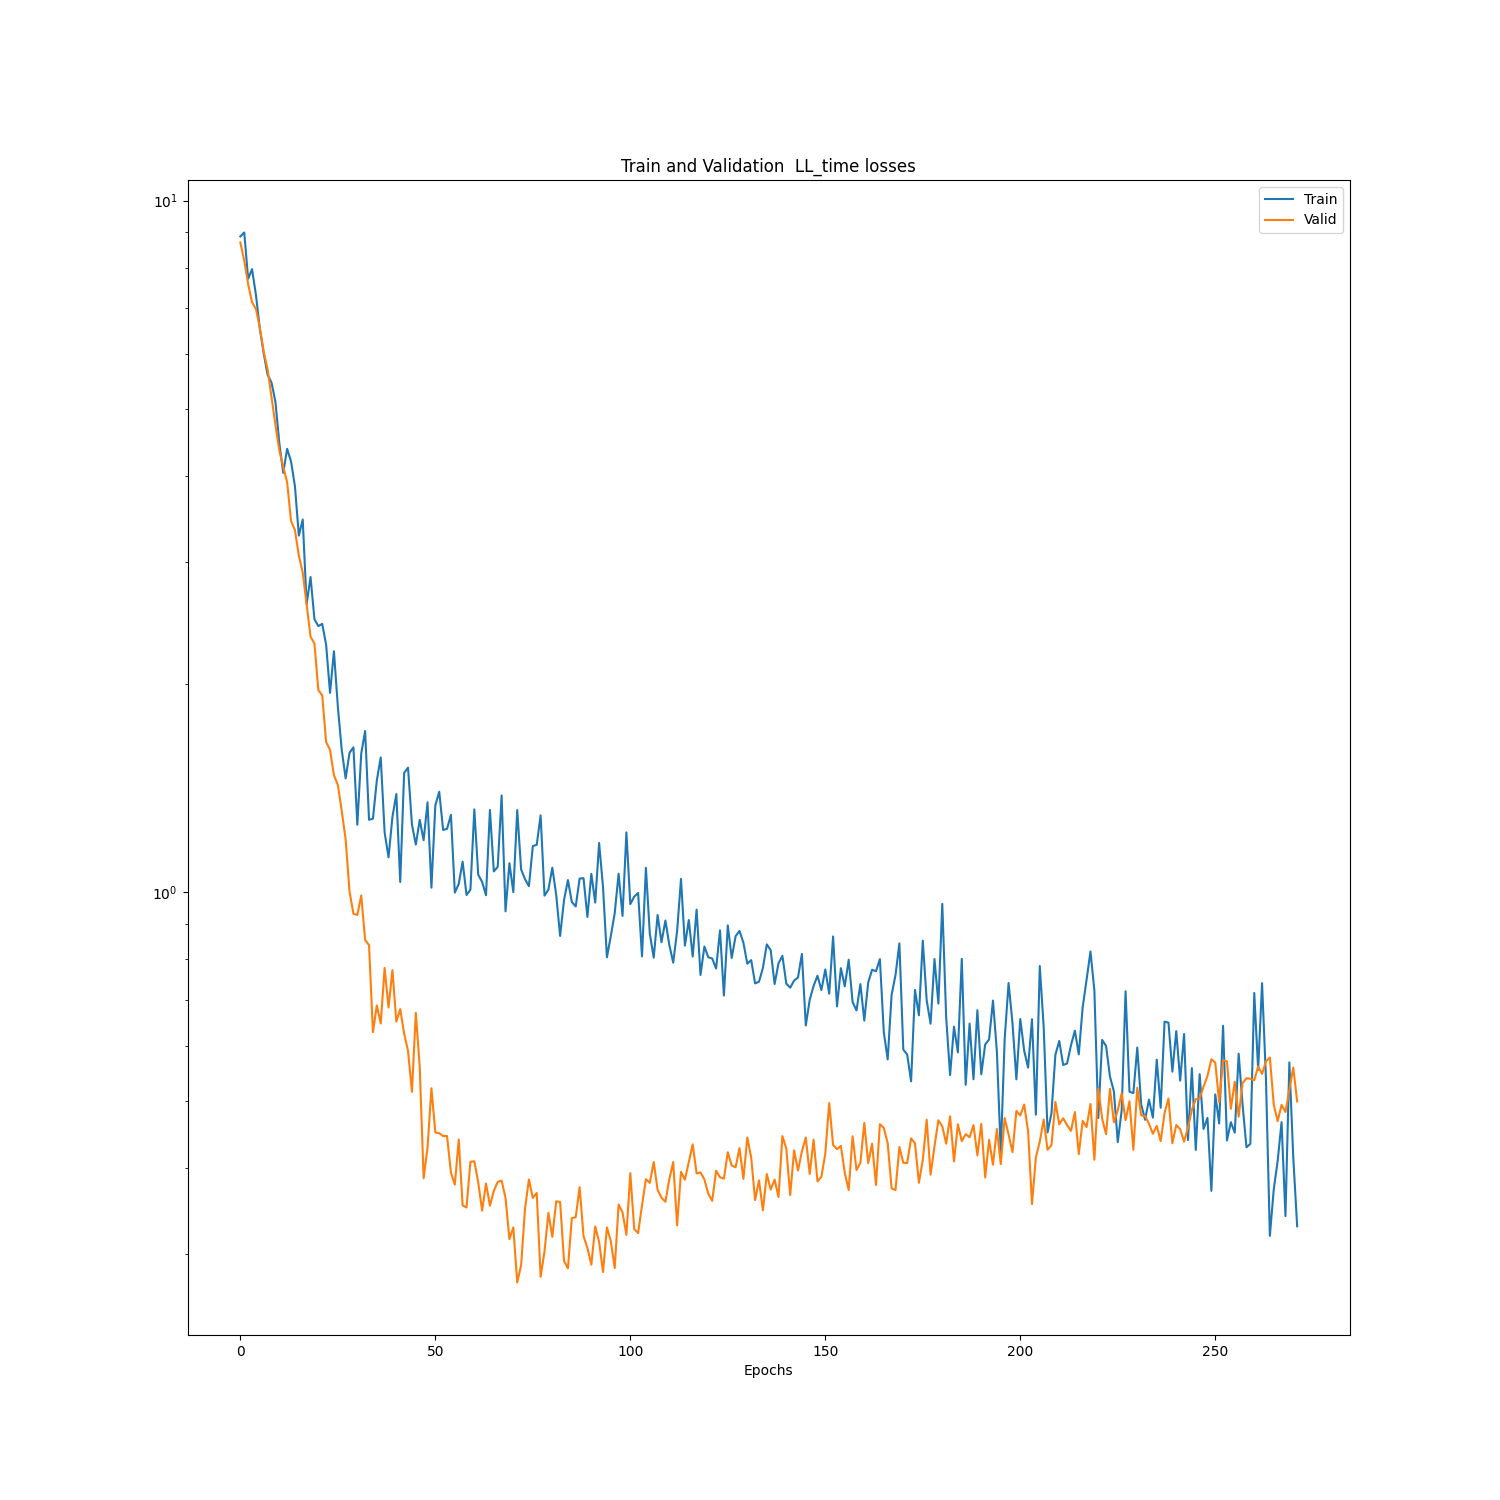 Train and Validation  LL_time losses
10¹
Train
Valid
10⁰
0 50 100 150 200 250
Epochs